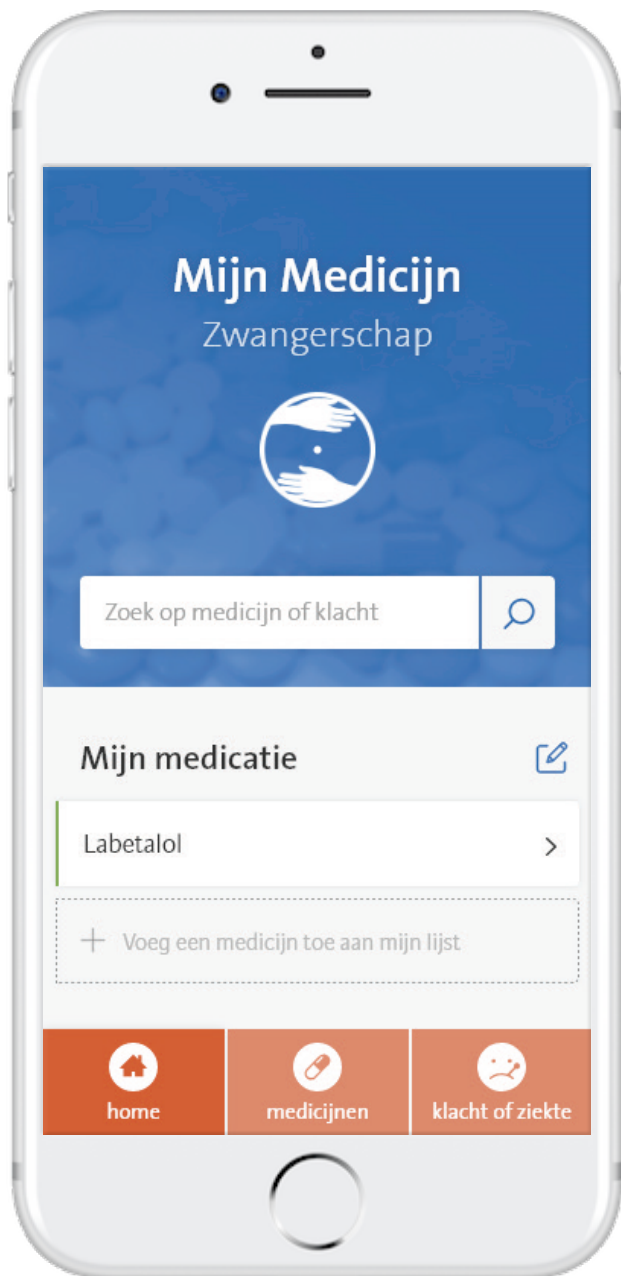 Mijn Medicijn
Zwangerschap
Zoek op medicijn of klacht
Mijn medicatie
Labetalol
Voeg een medicijn toe aan mijn lijst
home
medicijnen
klacht of ziekte